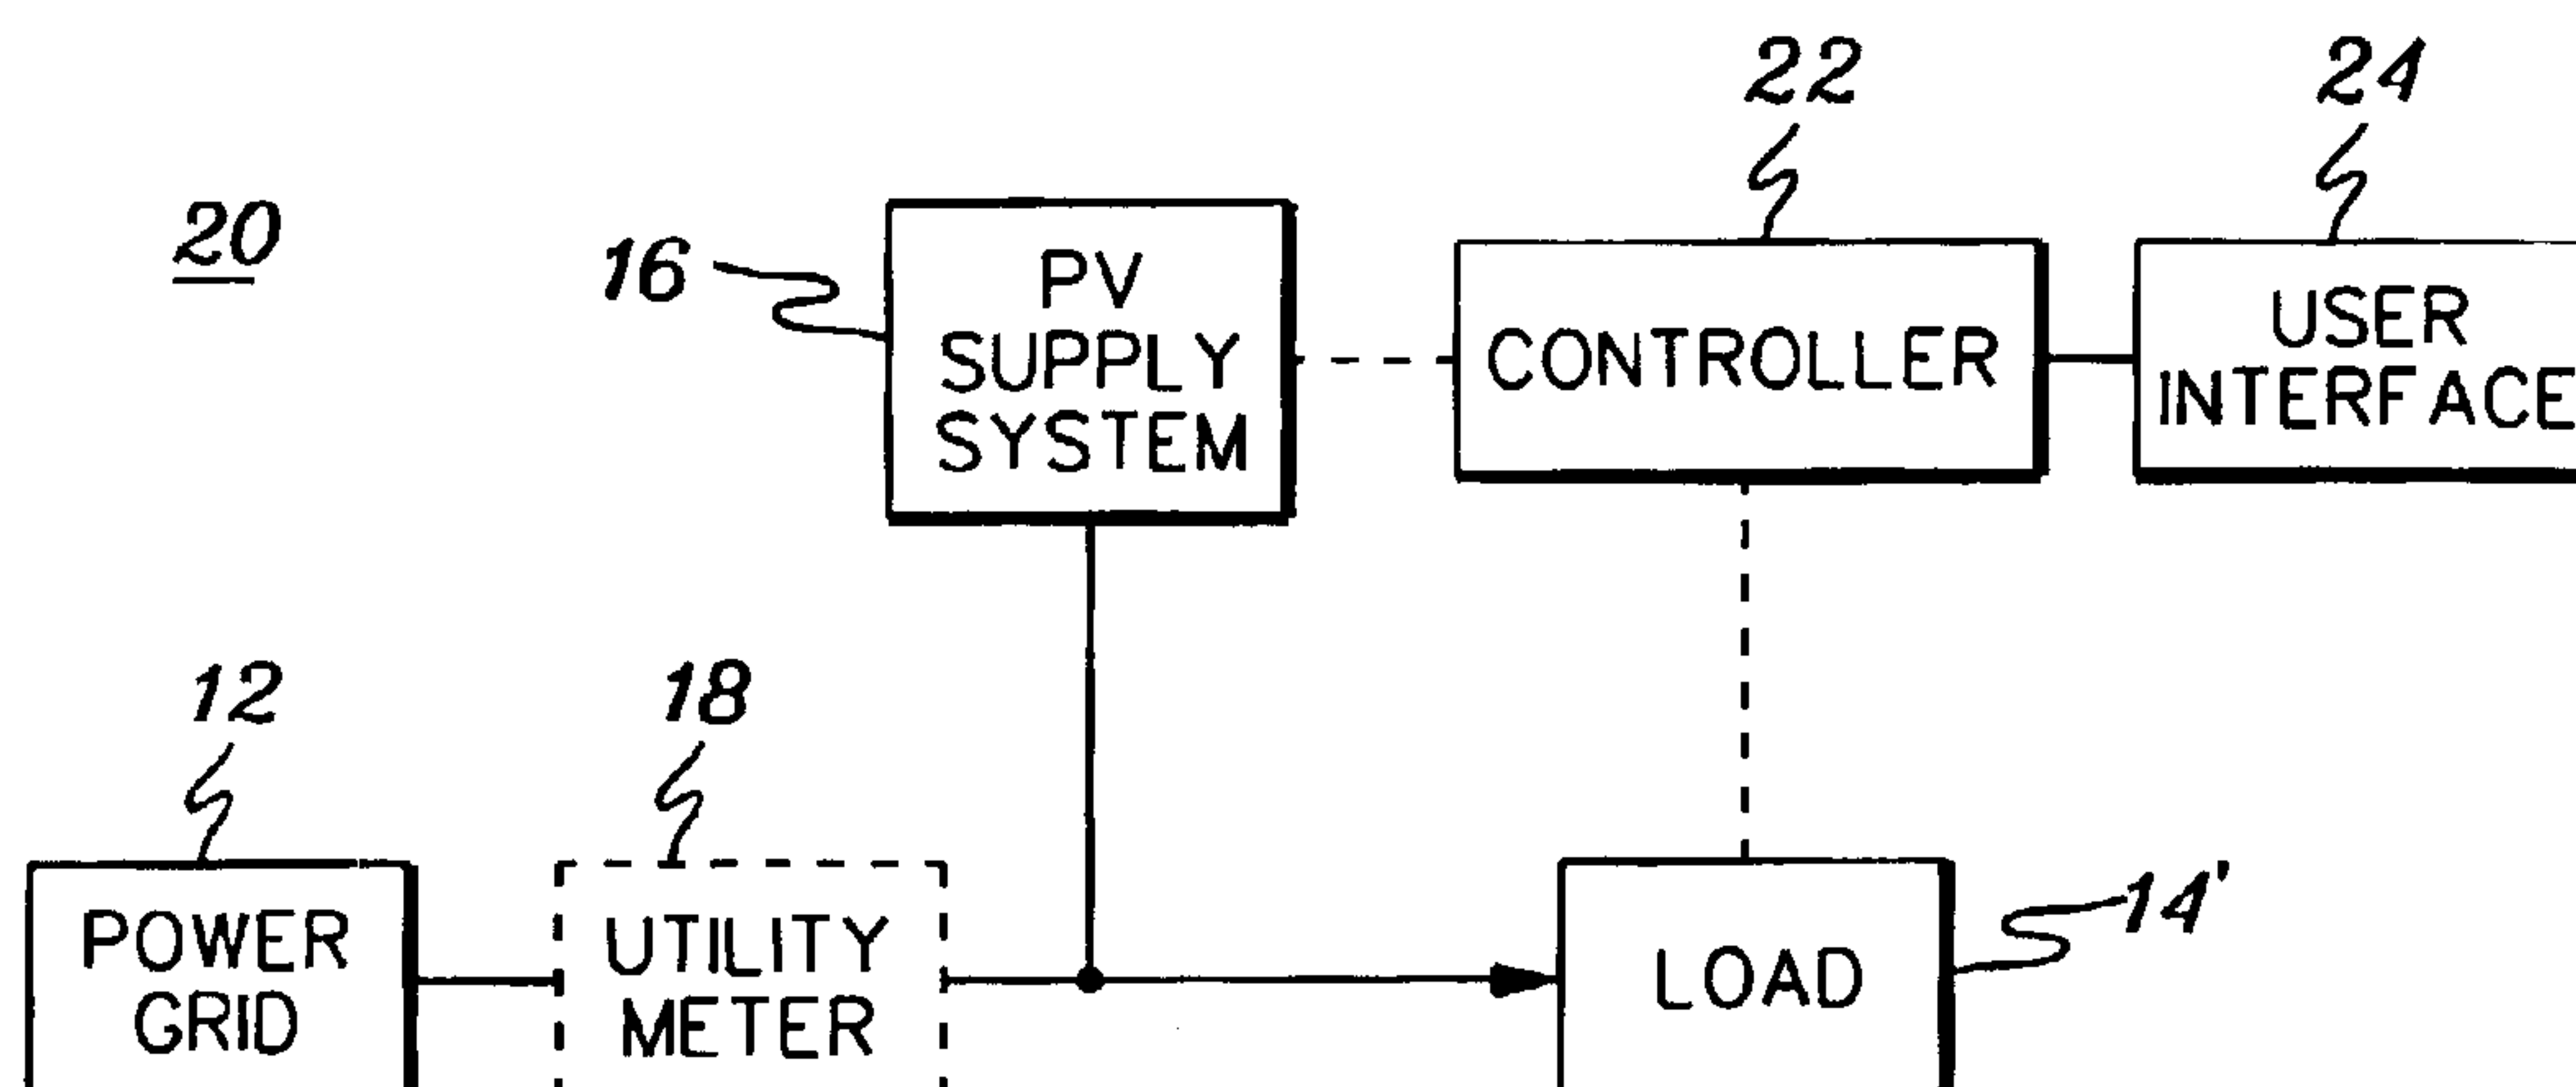 22
24
20
16
PV
SUPPLY
SYSTEM
CONTROLLER
USER
INTERFACE
12
18
14'
POWER
GRID
UTILITY
METER
LOAD